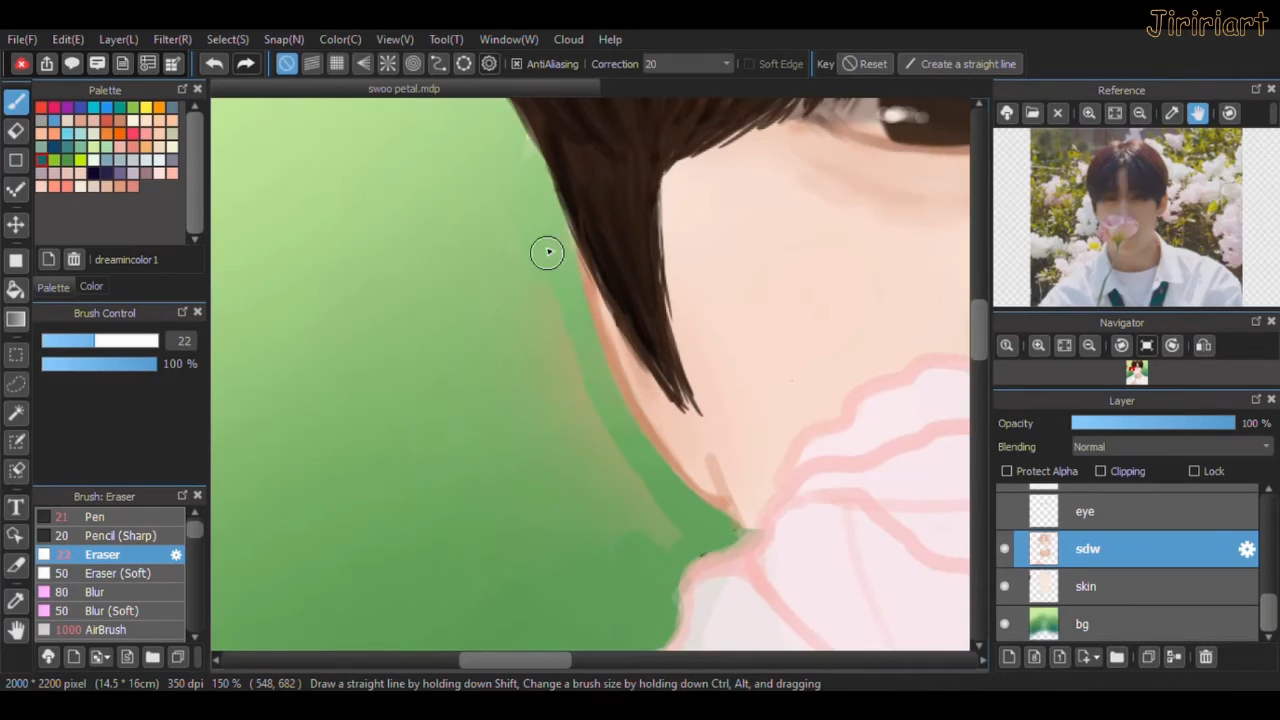 Jiririart
File(F) Edit(E) Layer(L) Filter(R) Select(S) Snap(N) Color(C) View(V) Tool(T) Window(W) Cloud Help
AntiAliasing Correction 20 Soft Edge Key Reset Create a straight line
Palette
swoo petal.mdp
Reference
dreamincolor1
Palette Color
Brush Control
22
100 %
Navigator
Layer
Opacity 100 %
Blending Normal
Protect Alpha Clipping Lock
eye
sdw
skin
bg
Brush: Eraser
21 Pen
20 Pencil (Sharp)
22 Eraser
50 Eraser (Soft)
80 Blur
50 Blur (Soft)
1000 AirBrush
2000 * 2200 pixel (14.5 * 16cm) 350 dpi 150 % ( 548, 682 ) Draw a straight line by holding down Shift, Change a brush size by holding down Ctrl, Alt, and dragging